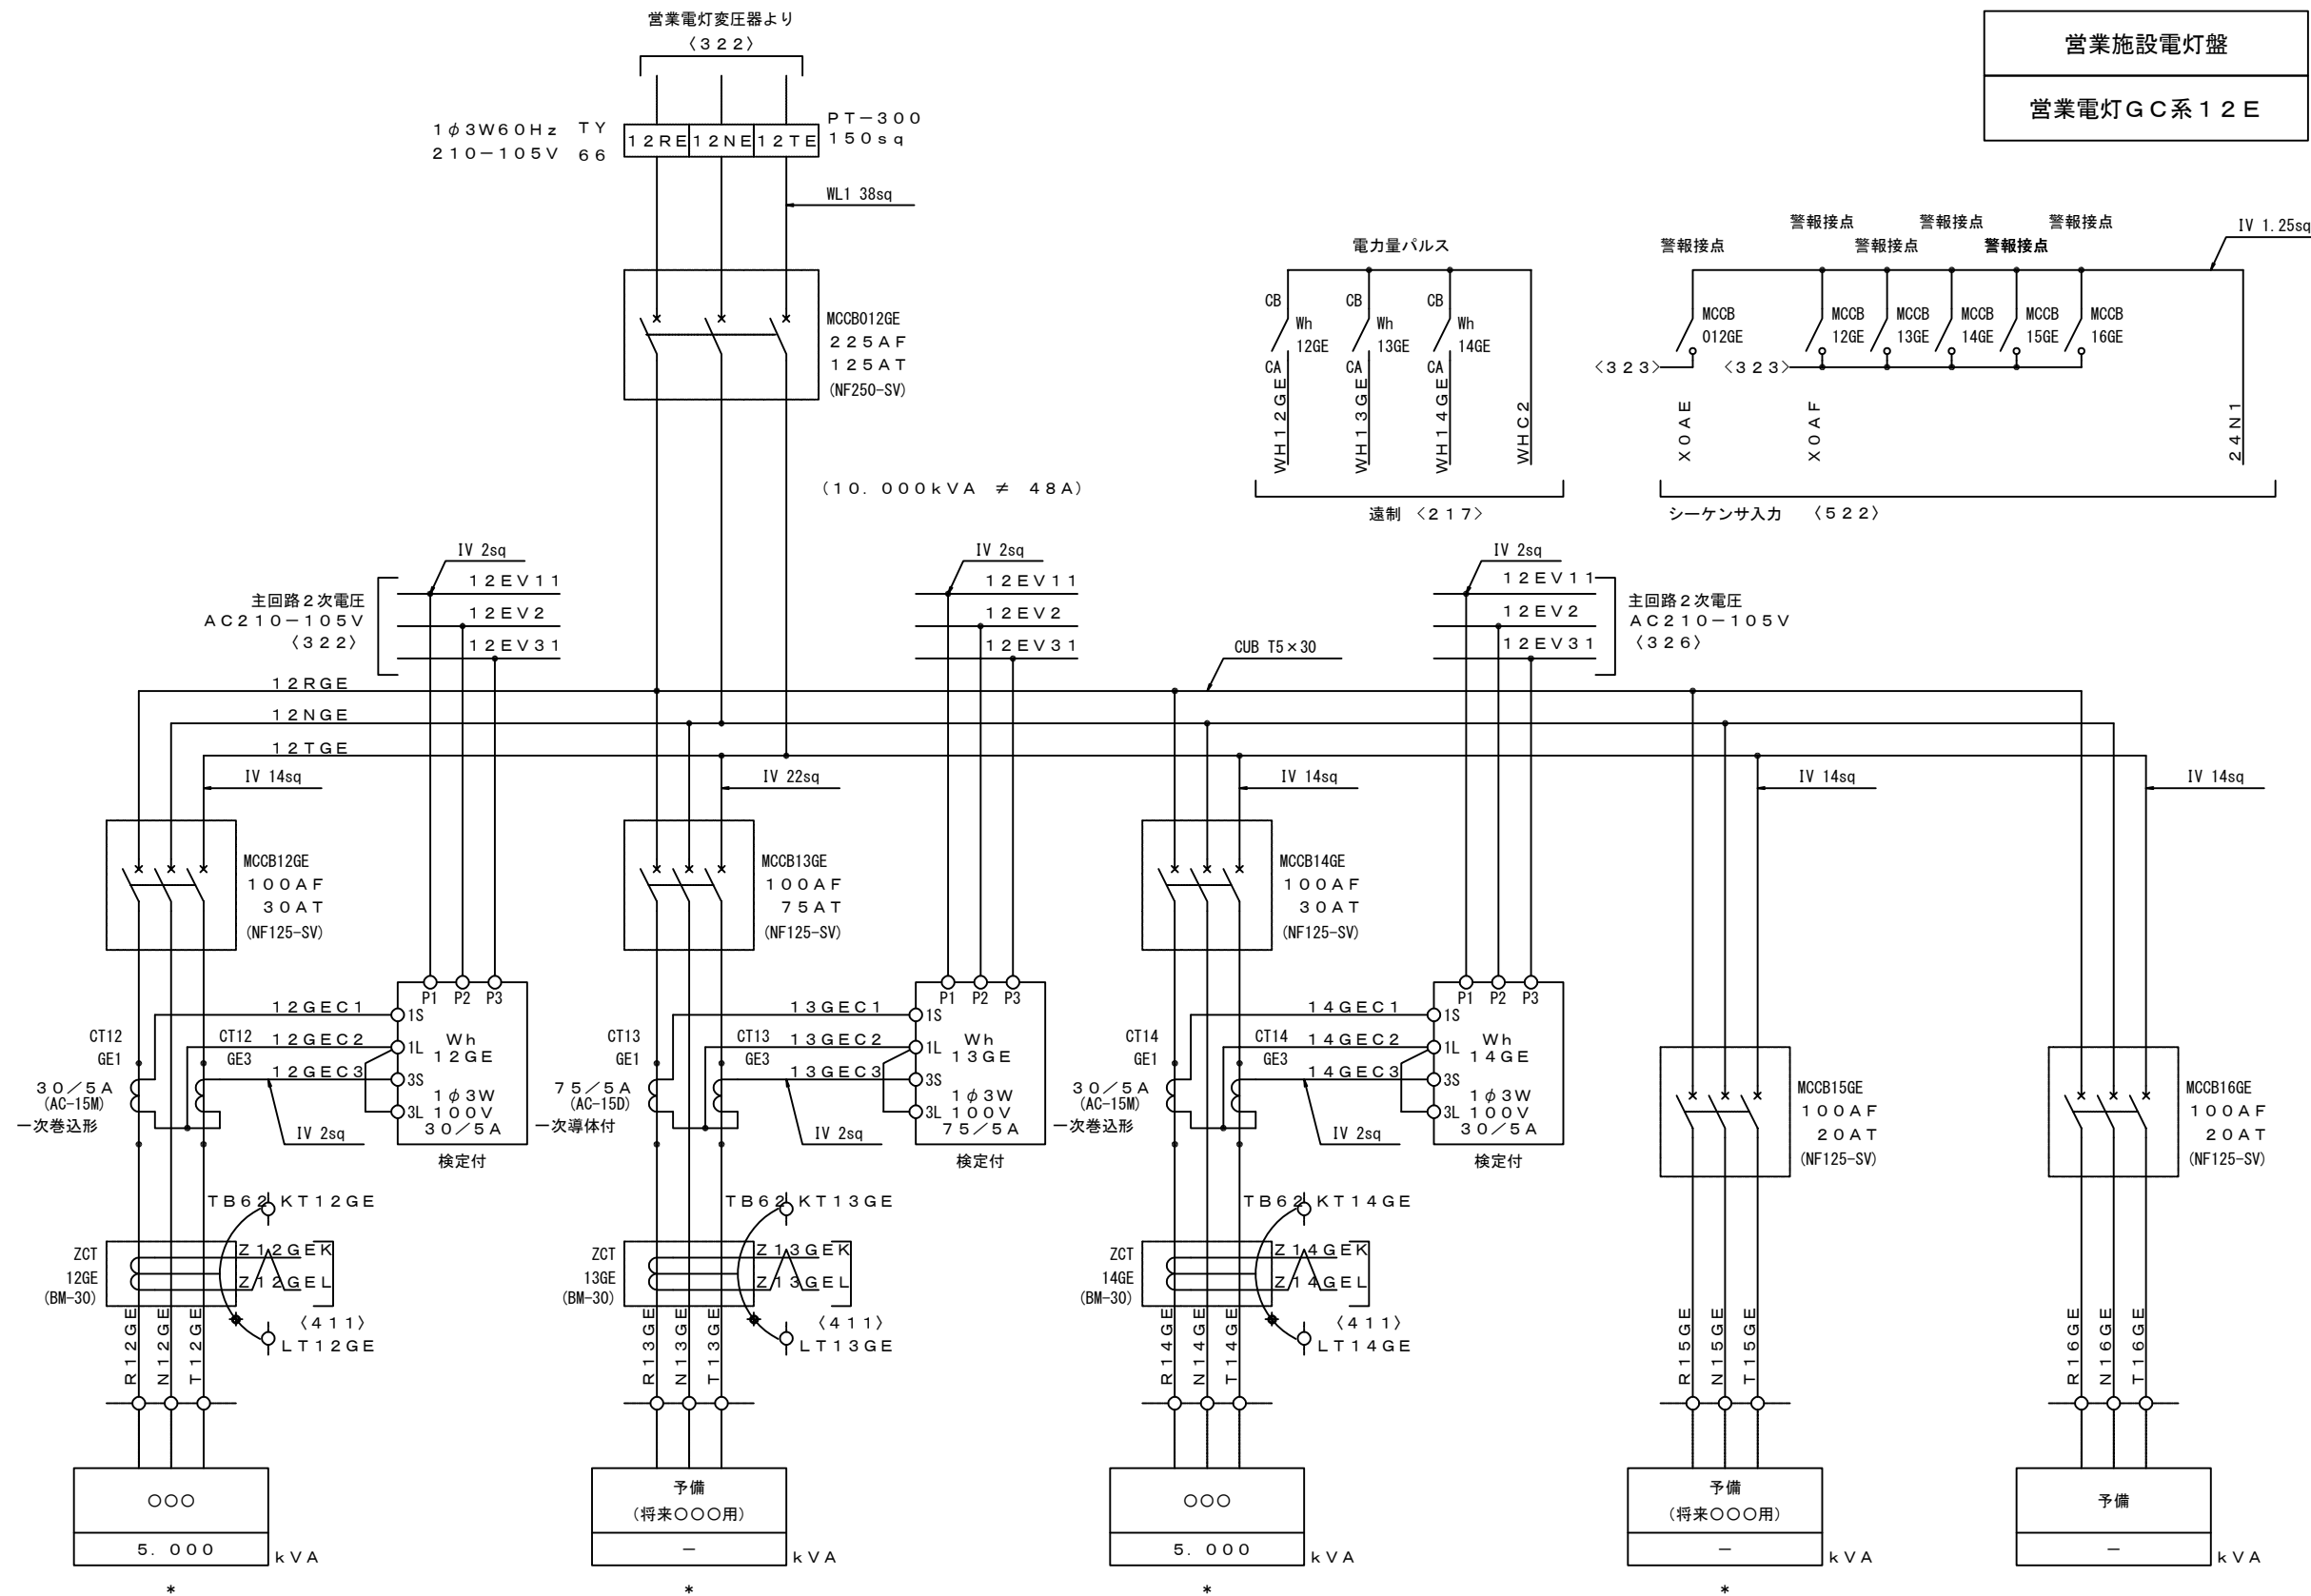 営業電灯変圧器より
〈３２２〉
営業施設電灯盤
営業電灯ＧＣ系１２Ｅ
１φ３Ｗ６０Ｈｚ ＴＹ
２１０－１０５Ｖ ６６
１２ＲＥ １２ＮＥ １２ＴＥ
ＰＴ－３００
１５０ｓｑ
WL1 38sq
MCCB012GE
２２５ＡＦ
１２５ＡＴ
(NF250-SV)
（１０．０００ｋＶＡ ≠ ４８Ａ）
電力量パルス
CB CB CB
Wh Wh Wh
12GE 13GE 14GE
CA CA CA
ＷＨ１２ＧＥ ＷＨ１３ＧＥ ＷＨ１４ＧＥ ＷＨＣ２
遠制 〈２１７〉
警報接点 警報接点 警報接点
警報接点 警報接点 警報接点
IV 1.25sq
MCCB MCCB MCCB MCCB MCCB MCCB
012GE 12GE 13GE 14GE 15GE 16GE
〈３２３〉 〈３２３〉
Ｘ０ＡＥ Ｘ０ＡＦ ２４Ｎ１
シーケンサ入力 〈５２２〉
IV 2sq IV 2sq IV 2sq
１２ＥＶ１１ １２ＥＶ１１ １２ＥＶ１１
主回路２次電圧 主回路２次電圧
ＡＣ２１０－１０５Ｖ １２ＥＶ２ １２ＥＶ２ １２ＥＶ２ ＡＣ２１０－１０５Ｖ
〈３２２〉 １２ＥＶ３１ １２ＥＶ３１ １２ＥＶ３１ 〈３２６〉
CUB T5×30
１２ＲＧＥ
１２ＮＧＥ
１２ＴＧＥ
IV 14sq IV 22sq IV 14sq IV 14sq IV 14sq
MCCB12GE MCCB13GE MCCB14GE
１００ＡＦ １００ＡＦ １００ＡＦ
３０ＡＴ ７５ＡＴ ３０ＡＴ
(NF125-SV) (NF125-SV) (NF125-SV)
P1 P2 P3 P1 P2 P3 P1 P2 P3
１２ＧＥＣ１ 1S １３ＧＥＣ１ 1S １４ＧＥＣ１ 1S
CT12 CT12 １２ＧＥＣ２ 1L Ｗｈ CT13 CT13 １３ＧＥＣ２ 1L Ｗｈ CT14 CT14 １４ＧＥＣ２ 1L Ｗｈ
GE1 GE3 １２ＧＥ GE1 GE3 １３ＧＥ GE1 GE3 １４ＧＥ
１２ＧＥＣ３ 3S １３ＧＥＣ３ 3S １４ＧＥＣ３ 3S
３０／５Ａ １φ３Ｗ ７５／５Ａ １φ３Ｗ ３０／５Ａ １φ３Ｗ
(AC-15M) 3L １００Ｖ (AC-15D) 3L １００Ｖ (AC-15M) 3L １００Ｖ
一次巻込形 ３０／５Ａ 一次導体付 ７５／５Ａ 一次巻込形 ３０／５Ａ
IV 2sq IV 2sq IV 2sq
検定付 検定付 検定付
MCCB15GE MCCB16GE
１００ＡＦ １００ＡＦ
２０ＡＴ ２０ＡＴ
(NF125-SV) (NF125-SV)
ＴＢ６２ ＫＴ１２ＧＥ ＴＢ６２ ＫＴ１３ＧＥ ＴＢ６２ ＫＴ１４ＧＥ
ZCT Ｚ１２ＧＥＫ ZCT Ｚ１３ＧＥＫ ZCT Ｚ１４ＧＥＫ
12GE Ｚ１２ＧＥＬ 13GE Ｚ１３ＧＥＬ 14GE Ｚ１４ＧＥＬ
(BM-30) (BM-30) (BM-30)
〈４１１〉 〈４１１〉 〈４１１〉
ＬＴ１２ＧＥ ＬＴ１３ＧＥ ＬＴ１４ＧＥ
Ｒ１２ＧＥ Ｎ１２ＧＥ Ｔ１２ＧＥ Ｒ１３ＧＥ Ｎ１３ＧＥ Ｔ１３ＧＥ Ｒ１４ＧＥ Ｎ１４ＧＥ Ｔ１４ＧＥ Ｒ１５ＧＥ Ｎ１５ＧＥ Ｔ１５ＧＥ Ｒ１６ＧＥ Ｎ１６ＧＥ Ｔ１６ＧＥ
○○○ 予備 ○○○ 予備 予備
（将来○○○用） （将来○○○用）
５．０００ － ５．０００ － －
ｋＶＡ ｋＶＡ ｋＶＡ ｋＶＡ ｋＶＡ
* * * *